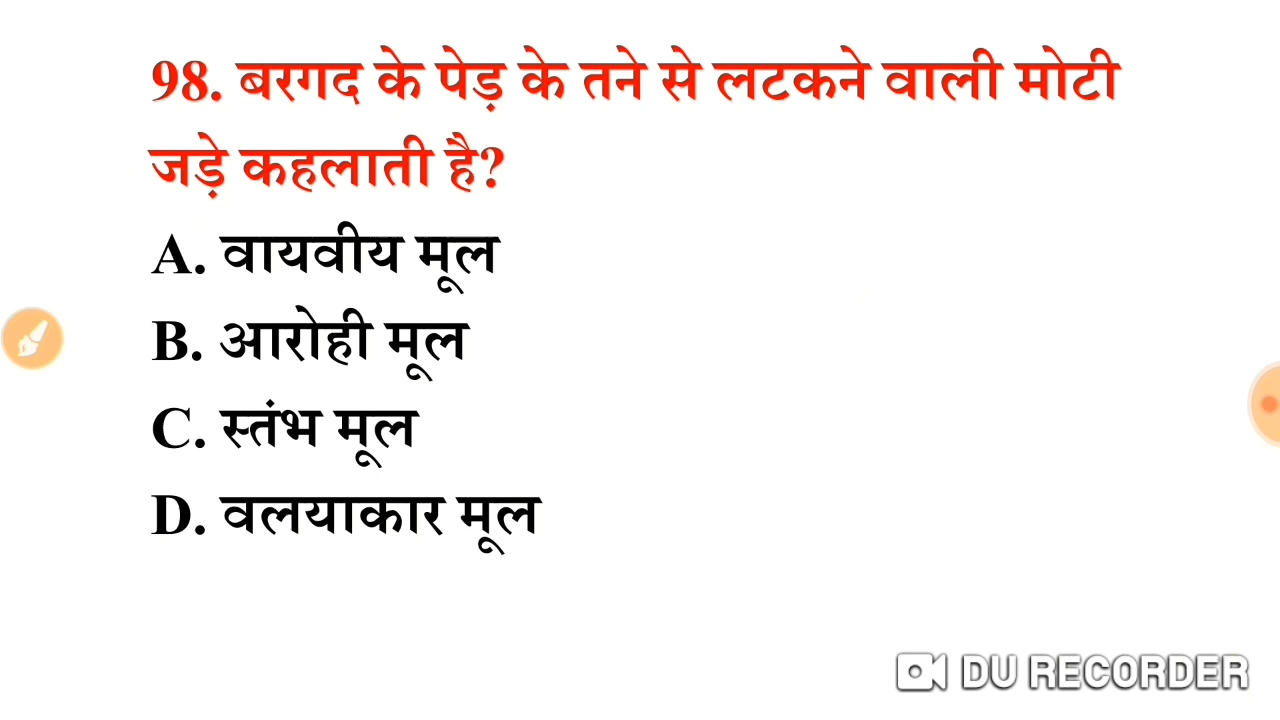 98. बरगद के पेड़ के तने से लटकने वाली मोटी
जड़े कहलाती है?
A. वायवीय मूल
B. आरोही मूल
C. स्तंभ मूल
D. वलयाकार मूल
DU RECORDER